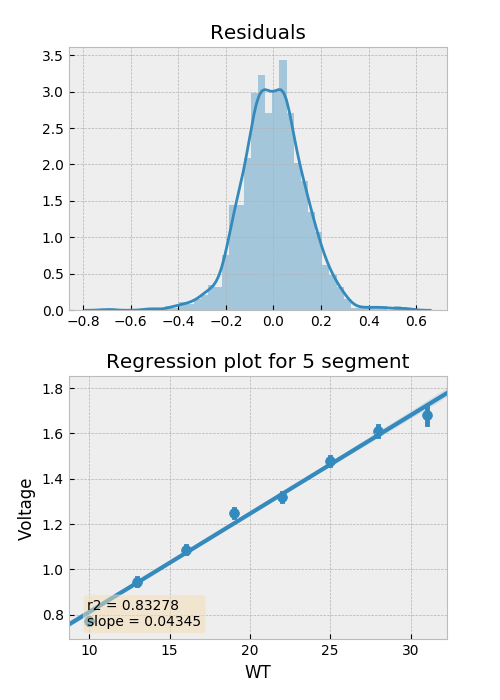 Residuals
3.5
3.0
2.5
2.0
1.5
1.0
0.5
0.0
−0.8 −0.6 −0.4 −0.2 0.0 0.2 0.4 0.6
Regression plot for 5 segment
1.8
1.6
1.4
1.2
1.0
0.8
Voltage
r2 = 0.83278
slope = 0.04345
10 15 20 25 30
WT